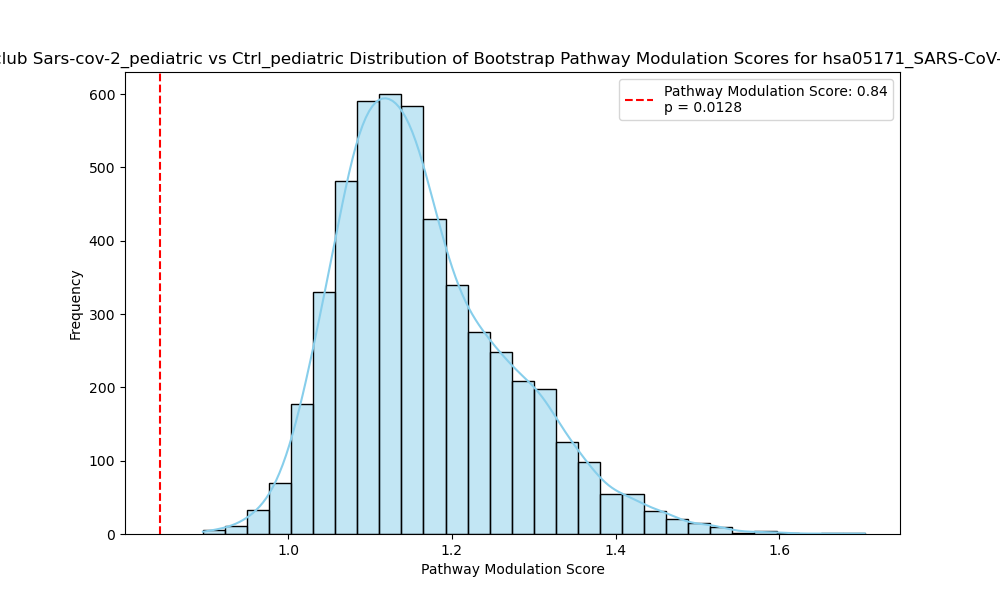 Sars-cov-2_pediatric vs Ctrl_pediatric Distribution of Bootstrap Pathway Modulation Scores for hsa05171_SARS-CoV-
Pathway Modulation Score: 0.84
p = 0.0128
600
500
400
300
200
100
0
Frequency
1.0 1.2 1.4 1.6
Pathway Modulation Score